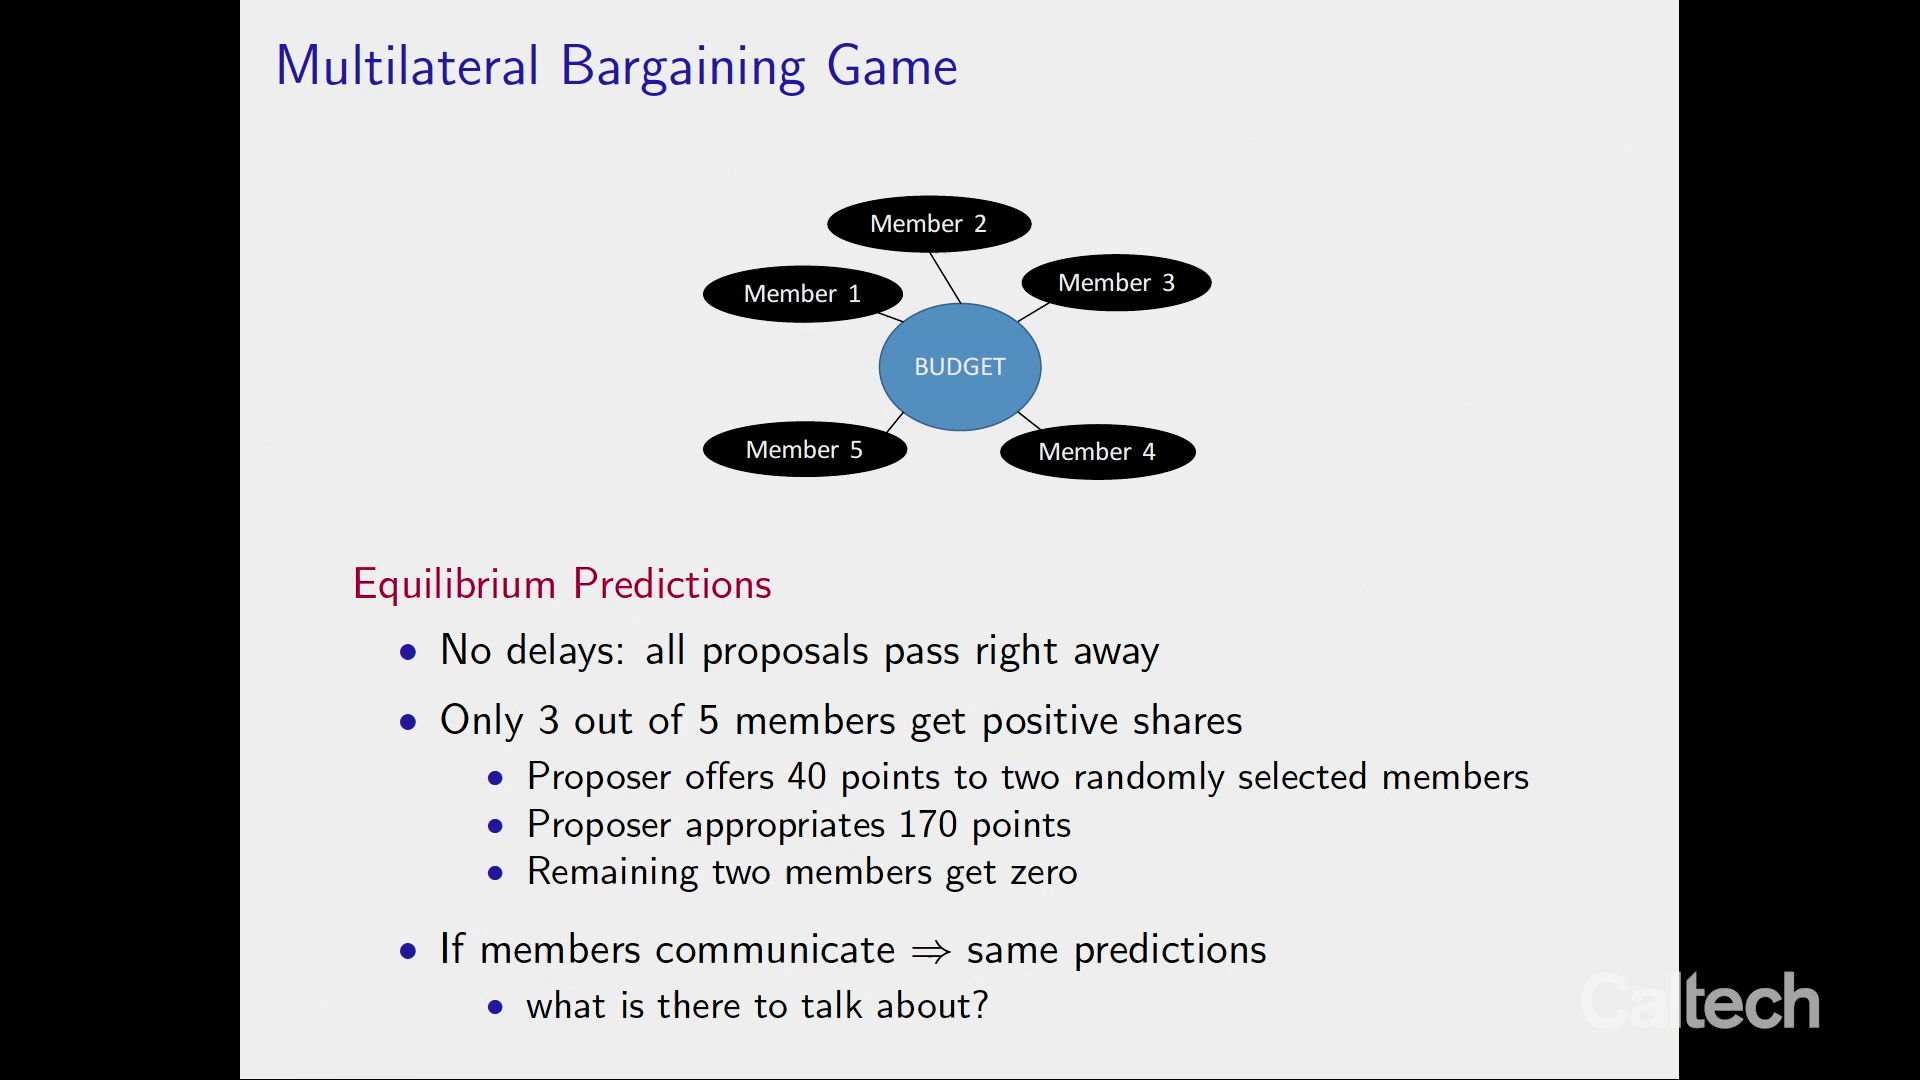 Multilateral Bargaining Game
Member 2
Member 3
Member 1
BUDGET
Member 5
Member 4
Equilibrium Predictions
• No delays: all proposals pass right away
• Only 3 out of 5 members get positive shares
• Proposer offers 40 points to two randomly selected members
• Proposer appropriates 170 points
• Remaining two members get zero
• If members communicate ⇒ same predictions
• what is there to talk about?
Caltech